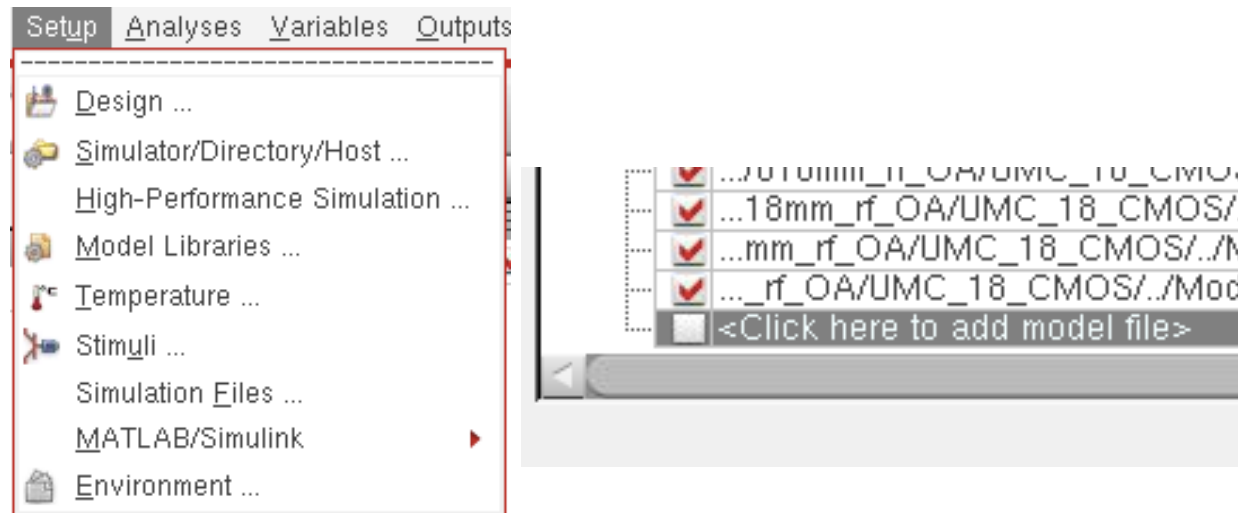 Setup Analyses Variables Outputs
Design ...
Simulator/Directory/Host ...
High-Performance Simulation ...
Model Libraries ...
Temperature ...
Stimuli ...
Simulation Files ...
MATLAB/Simulink
Environment ...
...18mm_rf_OA/UMC_18_CMOS/
...mm_rf_OA/UMC_18_CMOS/../M
..._rf_OA/UMC_18_CMOS/../Mod
<Click here to add model file>